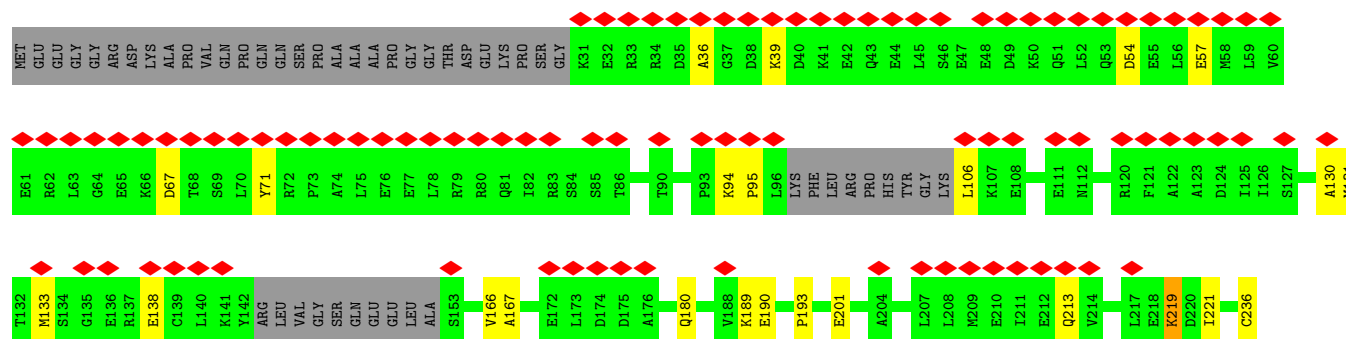 MET GLU GLU GLY GLY ARG ASP LYS ALA PRO VAL GLN PRO GLN GLN SER PRO ALA ALA ALA PRO GLY GLY THR ASP GLU LYS PRO SER GLY K31 E32 R33 R34 D35 A36 G37 D38 K39 D40 K41 E42 Q43 E44 L45 S46 E47 E48 D49 K50 Q51 L52 Q53 D54 E55 L56 E57 M58 L59 V60
E61 R62 L63 G64 E65 K66 D67 T68 S69 L70 Y71 R72 P73 A74 L75 E76 E77 L78 R79 R80 Q81 I82 R83 S84 S85 T86 T90 P93 K94 P95 L96 LYS PHE LEU ARG PRO HIS TYR GLY LYS L106 K107 E108 E111 N112 R120 F121 A122 A123 D124 I125 I126 S127 A130
T132 M133 S134 G135 E136 R137 E138 C139 L140 K141 Y142 ARG LEU VAL GLY SER GLN GLU GLU LEU ALA S153 V166 A167 E172 L173 D174 D175 A176 Q180 V188 K189 E190 P193 E201 A204 L207 L208 M209 E210 I211 E212 Q213 V214 L217 E218 K219 D220 I221 C236